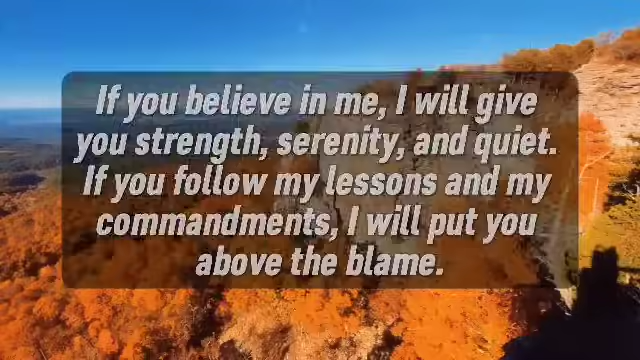 If you believe in me, I will give
you strength, serenity, and quiet.
If you follow my lessons and my
commandments, I will put you
above the blame.